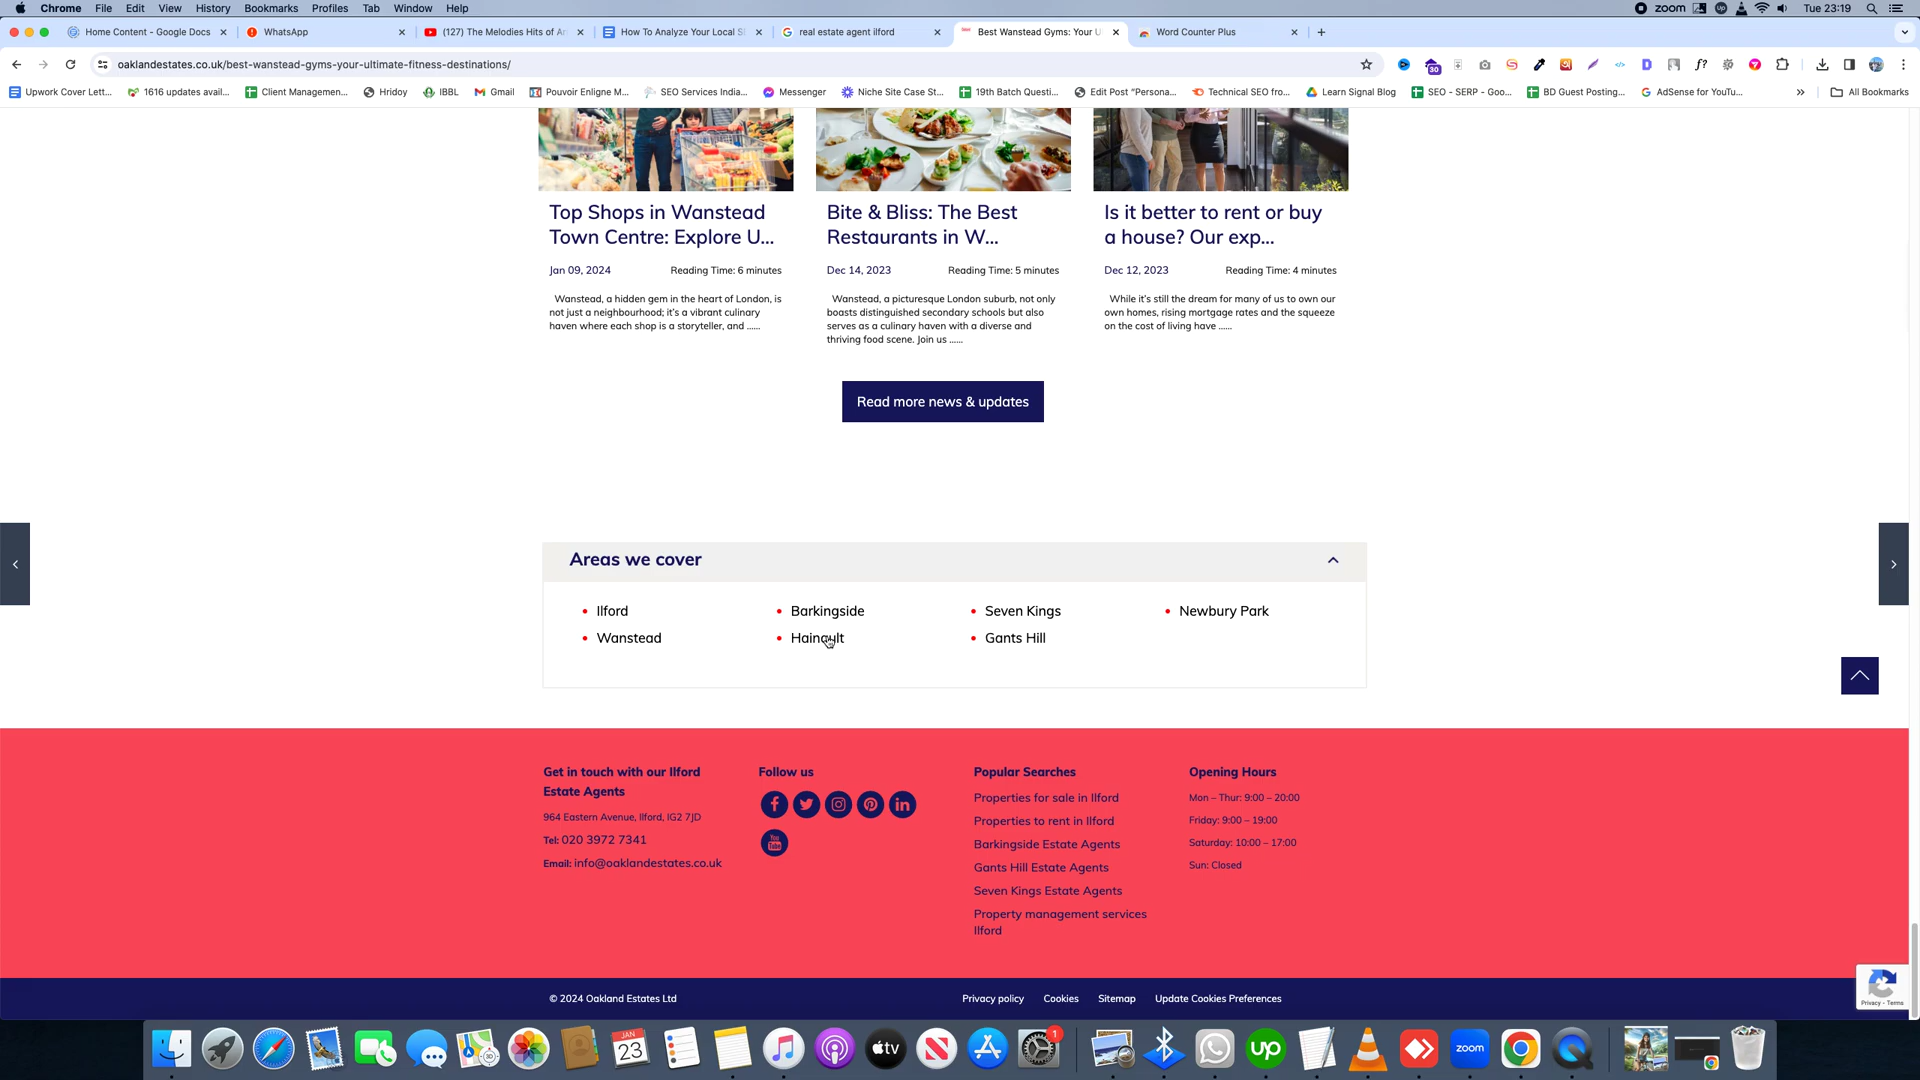 Chrome File Edit View History Bookmarks Profiles Tab Window Help
zoom Tue 23:19
Home Content - Google Docs
WhatsApp
(127) The Melodies Hits of Ar
How To Analyze Your Local S
real estate agent ilford
Best Wanstead Gyms: Your U
Word Counter Plus
oaklandestates.co.uk/best-wanstead-gyms-your-ultimate-fitness-destinations/
30
Upwork Cover Lett... 1616 updates avail... Client Managemen... Hridoy IBBL Gmail Pouvoir Enligne M... SEO Services India... Messenger Niche Site Case St... 19th Batch Questi... Edit Post "Persona... Technical SEO fro... Learn Signal Blog SEO - SERP - Goo... BD Guest Posting... AdSense for YouTu... » All Bookmarks
Top Shops in Wanstead
Town Centre: Explore U...
Jan 09, 2024 Reading Time: 6 minutes
Wanstead, a hidden gem in the heart of London, is
not just a neighbourhood; it's a vibrant culinary
haven where each shop is a storyteller, and ......
Bite & Bliss: The Best
Restaurants in W...
Dec 14, 2023 Reading Time: 5 minutes
Wanstead, a picturesque London suburb, not only
boasts distinguished secondary schools but also
serves as a culinary haven with a diverse and
thriving food scene. Join us ......
Is it better to rent or buy
a house? Our exp...
Dec 12, 2023 Reading Time: 4 minutes
While it's still the dream for many of us to own our
own homes, rising mortgage rates and the squeeze
on the cost of living have ......
Read more news & updates
Areas we cover
Ilford Barkingside Seven Kings Newbury Park
Wanstead Hainault Gants Hill
Get in touch with our Ilford
Estate Agents
964 Eastern Avenue, Ilford, IG2 7JD
Tel: 020 3972 7341
Email: info@oaklandestates.co.uk
Follow us
You
Tube
Popular Searches
Properties for sale in Ilford
Properties to rent in Ilford
Barkingside Estate Agents
Gants Hill Estate Agents
Seven Kings Estate Agents
Property management services
Ilford
Opening Hours
Mon – Thur: 9:00 – 20:00
Friday: 9:00 – 19:00
Saturday: 10:00 – 17:00
Sun: Closed
Privacy - Terms
© 2024 Oakland Estates Ltd Privacy policy Cookies Sitemap Update Cookies Preferences
JAN
23
tv
1
up
zoom